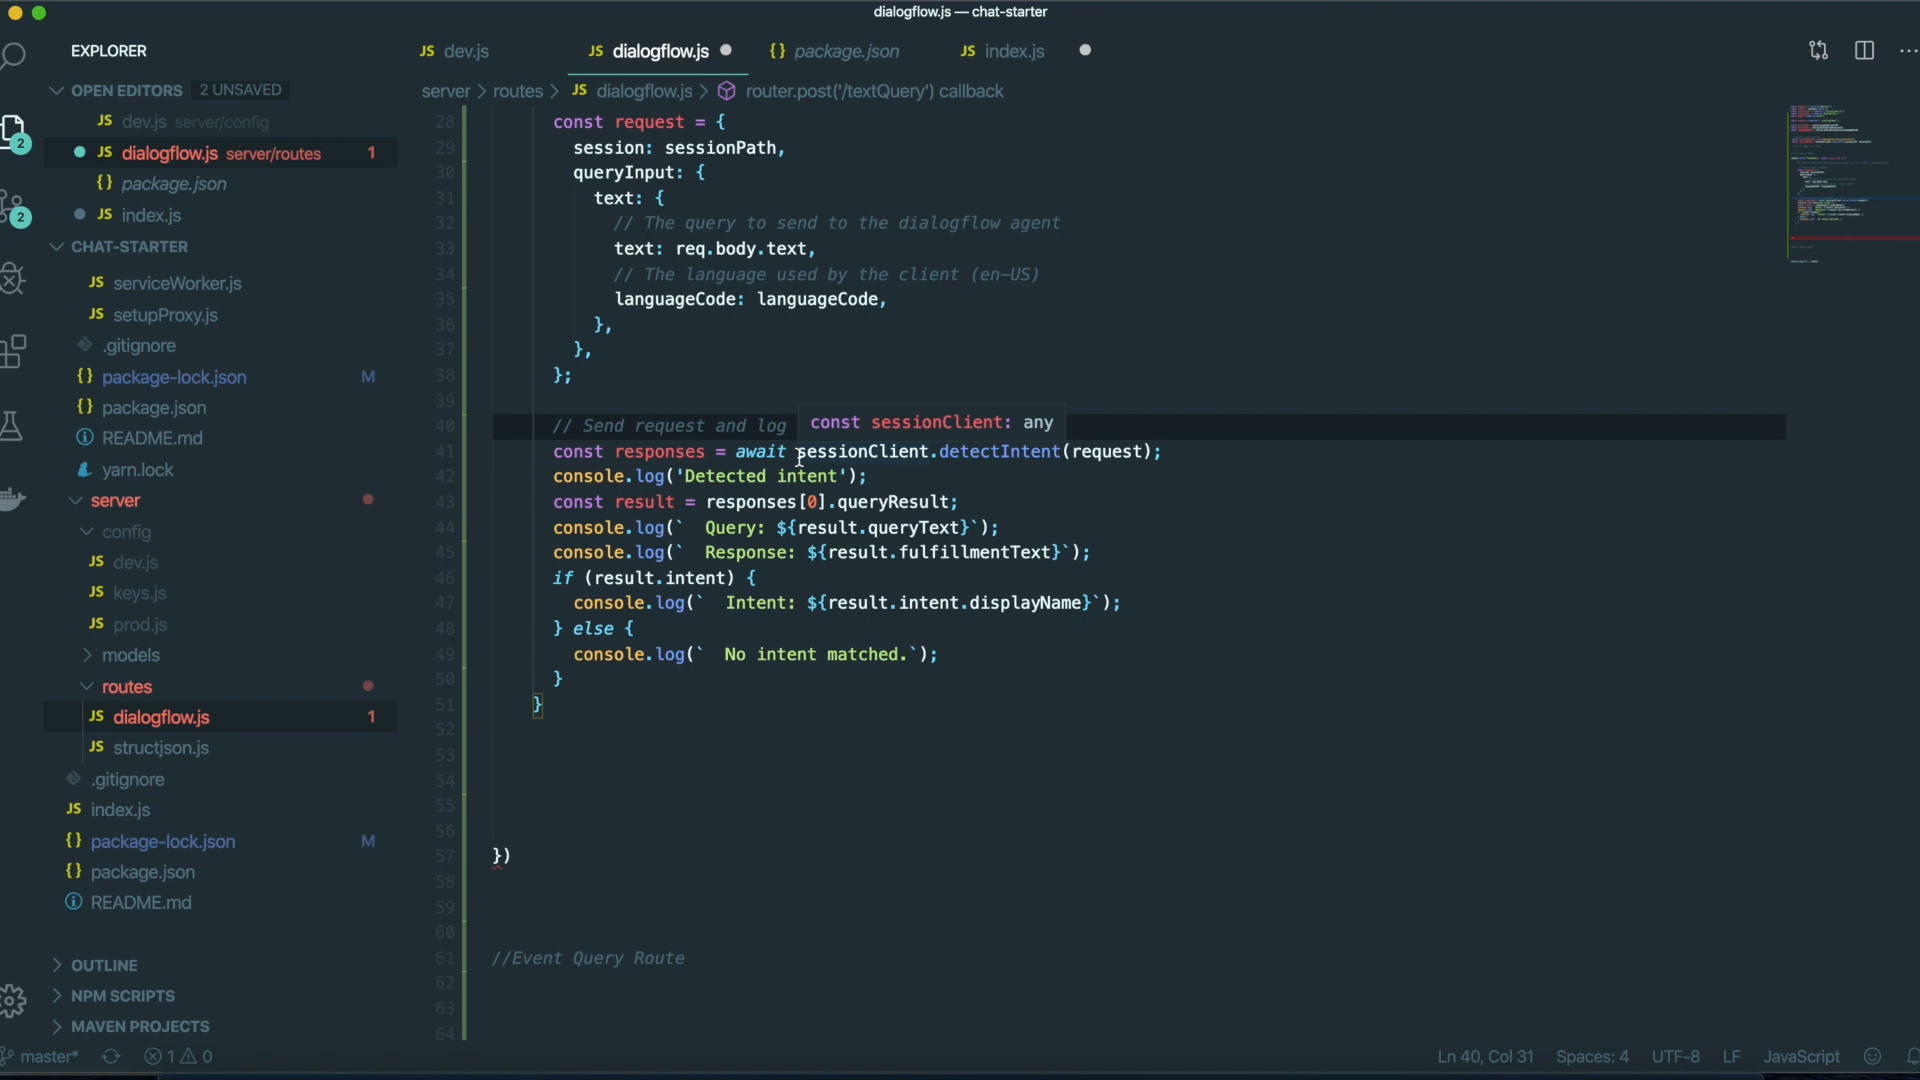 dialogflow.js — chat-starter
EXPLORER
JS dev.js
JS dialogflow.js
{} package.json
JS index.js
OPEN EDITORS 2 UNSAVED
server > routes > JS dialogflow.js > router.post('/textQuery') callback
JS dev.js server/config
JS dialogflow.js server/routes 1
{} package.json
JS index.js
CHAT-STARTER
JS serviceWorker.js
JS setupProxy.js
.gitignore
{} package-lock.json M
{} package.json
README.md
yarn.lock
server
config
JS dev.js
JS keys.js
JS prod.js
models
routes
JS dialogflow.js 1
JS structjson.js
.gitignore
JS index.js
{} package-lock.json M
{} package.json
README.md
OUTLINE
NPM SCRIPTS
MAVEN PROJECTS
2
2
28 const request = {
29 session: sessionPath,
30 queryInput: {
31 text: {
32 // The query to send to the dialogflow agent
33 text: req.body.text,
34 // The language used by the client (en-US)
35 languageCode: languageCode,
36 },
37 },
38 };
39
40 // Send request and log
const sessionClient: any
41 const responses = await sessionClient.detectIntent(request);
42 console.log('Detected intent');
43 const result = responses[0].queryResult;
44 console.log(`  Query: ${result.queryText}`);
45 console.log(`  Response: ${result.fulfillmentText}`);
46 if (result.intent) {
47 console.log(`  Intent: ${result.intent.displayName}`);
48 } else {
49 console.log(`  No intent matched.`);
50 }
51 }
52
53
54
55
56
57 })
58
59
60
61 //Event Query Route
62
63
64
master* 1 0
Ln 40, Col 31 Spaces: 4 UTF-8 LF JavaScript